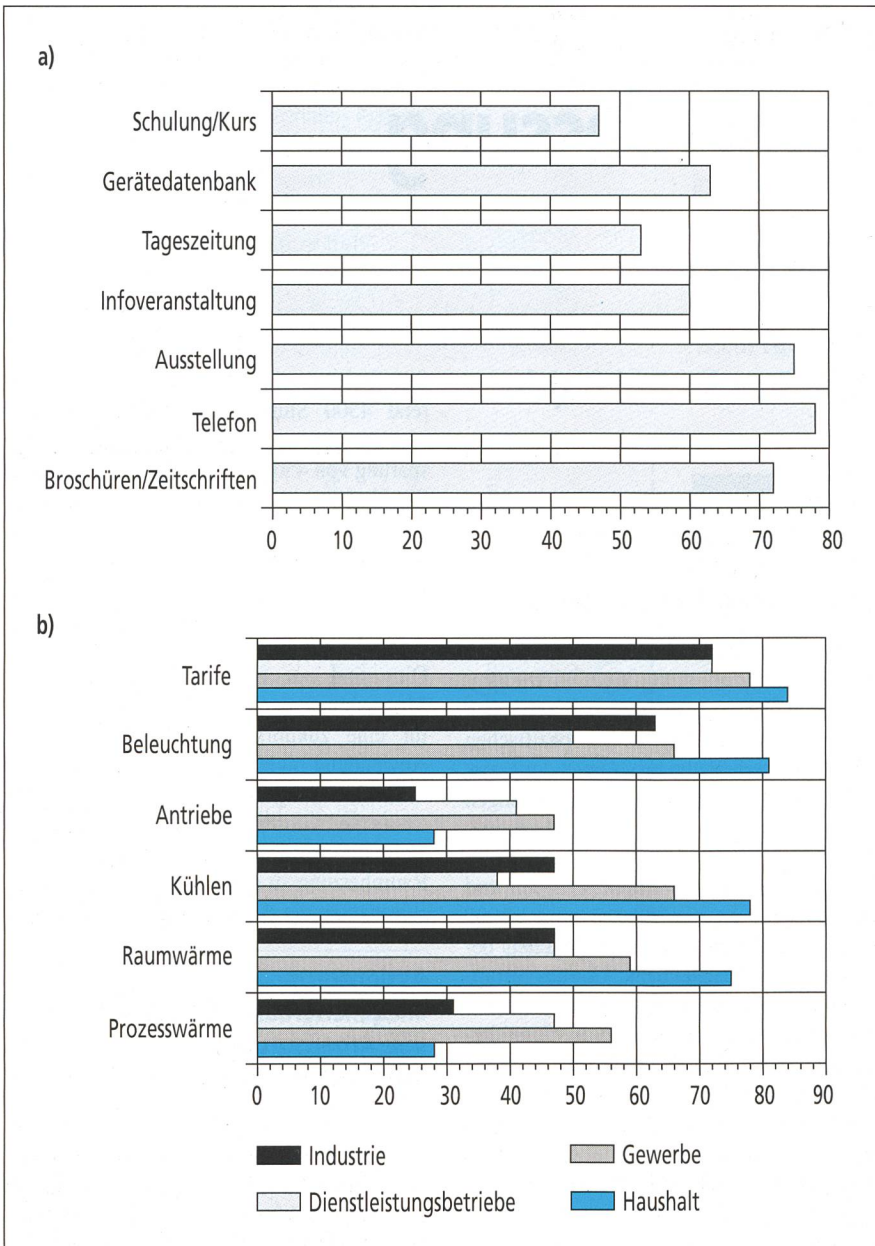 a)
Schulung/Kurs
Gerätedatenbank
Tageszeitung
Infoveranstaltung
Ausstellung
Telefon
Broschüren/Zeitschriften
0 10 20 30 40 50 60 70 80
b)
Tarife
Beleuchtung
Antriebe
Kühlen
Raumwärme
Prozesswärme
0 10 20 30 40 50 60 70 80 90
Industrie Gewerbe
Dienstleistungsbetriebe Haushalt